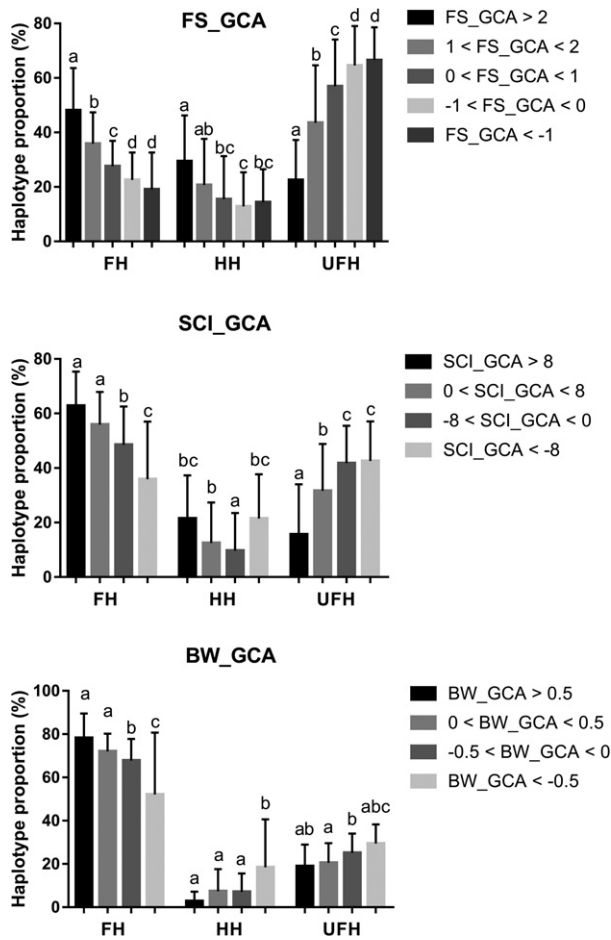 FS_GCA
Haplotype proportion (%)
80
60
40
20
0
a b c d d
a ab bc c bc
a b c d d
FH HH UFH
FS_GCA > 2
1 < FS_GCA < 2
0 < FS_GCA < 1
-1 < FS_GCA < 0
FS_GCA < -1
SCI_GCA
Haplotype proportion (%)
80
60
40
20
0
a a b c
bc b a bc
a b c c
FH HH UFH
SCI_GCA > 8
0 < SCI_GCA < 8
-8 < SCI_GCA < 0
SCI_GCA < -8
BW_GCA
Haplotype proportion (%)
100
80
60
40
20
0
a a b c
a a a b
ab a b abc
FH HH UFH
BW_GCA > 0.5
0 < BW_GCA < 0.5
-0.5 < BW_GCA < 0
BW_GCA < -0.5